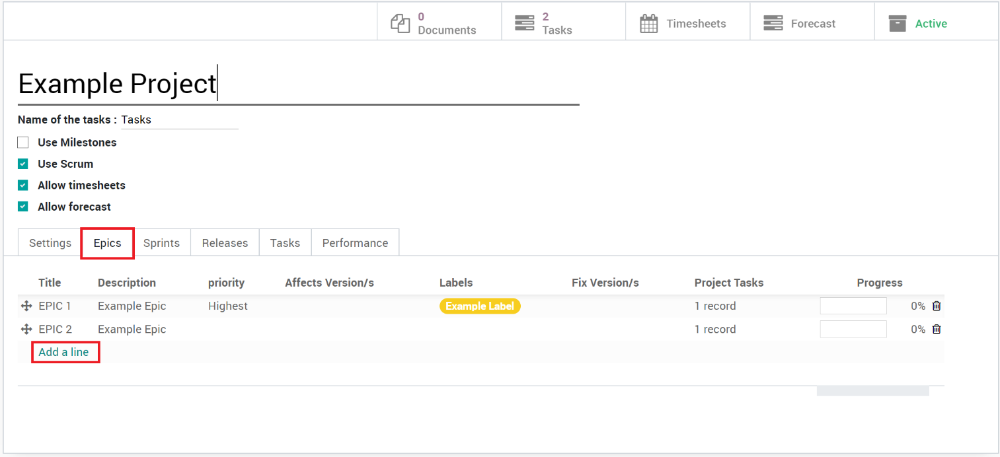 0
Documents
2
Tasks
Timesheets
Forecast
Active
Example Project
Name of the tasks : Tasks
Use Milestones
Use Scrum
Allow timesheets
Allow forecast
Settings Epics Sprints Releases Tasks Performance
Title Description priority Affects Version/s Labels Fix Version/s Project Tasks Progress
EPIC 1 Example Epic Highest Example Label 1 record 0%
EPIC 2 Example Epic 1 record 0%
Add a line